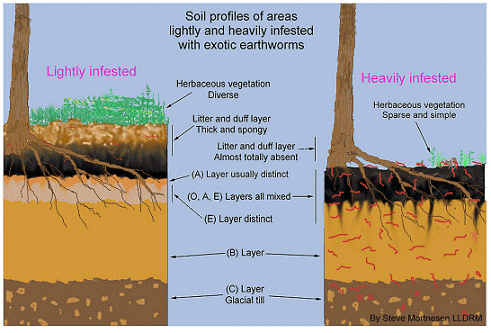 Soil profiles of areas
lightly and heavily infested
with exotic earthworms
Lightly infested
Heavily infested
Herbaceous vegetation
Diverse
Herbaceous vegetation
Sparse and simple
Litter and duff layer
Thick and spongy
Litter and duff layer
Almost totally absent
(A) Layer usually distinct
(O, A, E) Layers all mixed
(E) Layer distinct
(B) Layer
(C) Layer
Glacial till
By Steve Mortnesen LLDRM